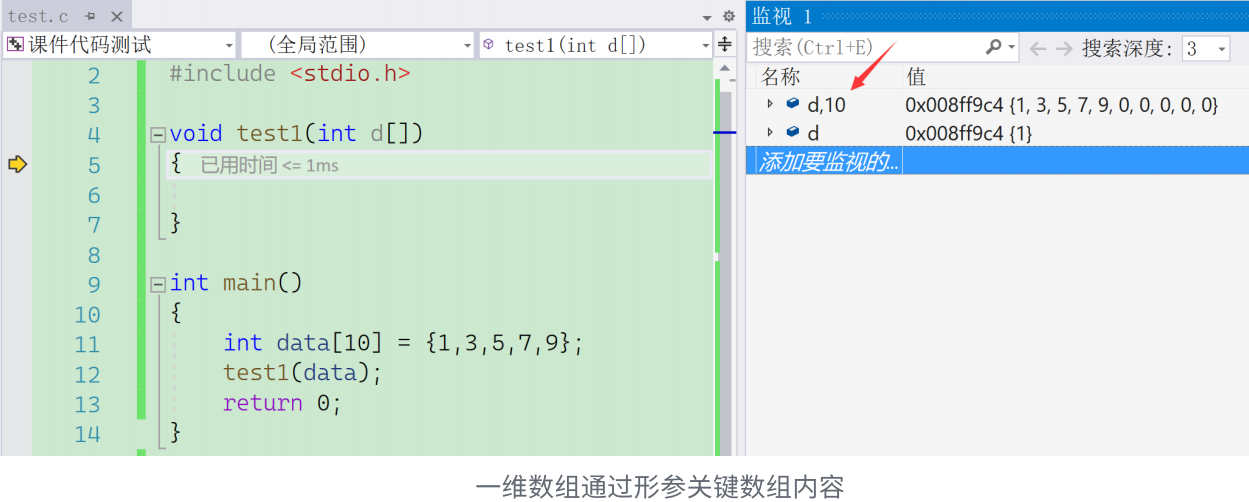 test.c
课件代码测试
(全局范围)
test1(int d[])
2 #include <stdio.h>
3
4 void test1(int d[])
5 { 已用时间 <= 1ms
6
7 }
8
9 int main()
10 {
11 int data[10] = {1,3,5,7,9};
12 test1(data);
13 return 0;
14 }
监视 1
搜索(Ctrl+E)
搜索深度: 3
名称 值
d,10 0x008ff9c4 {1, 3, 5, 7, 9, 0, 0, 0, 0, 0}
d 0x008ff9c4 {1}
添加要监视的...
一维数组通过形参关键数组内容